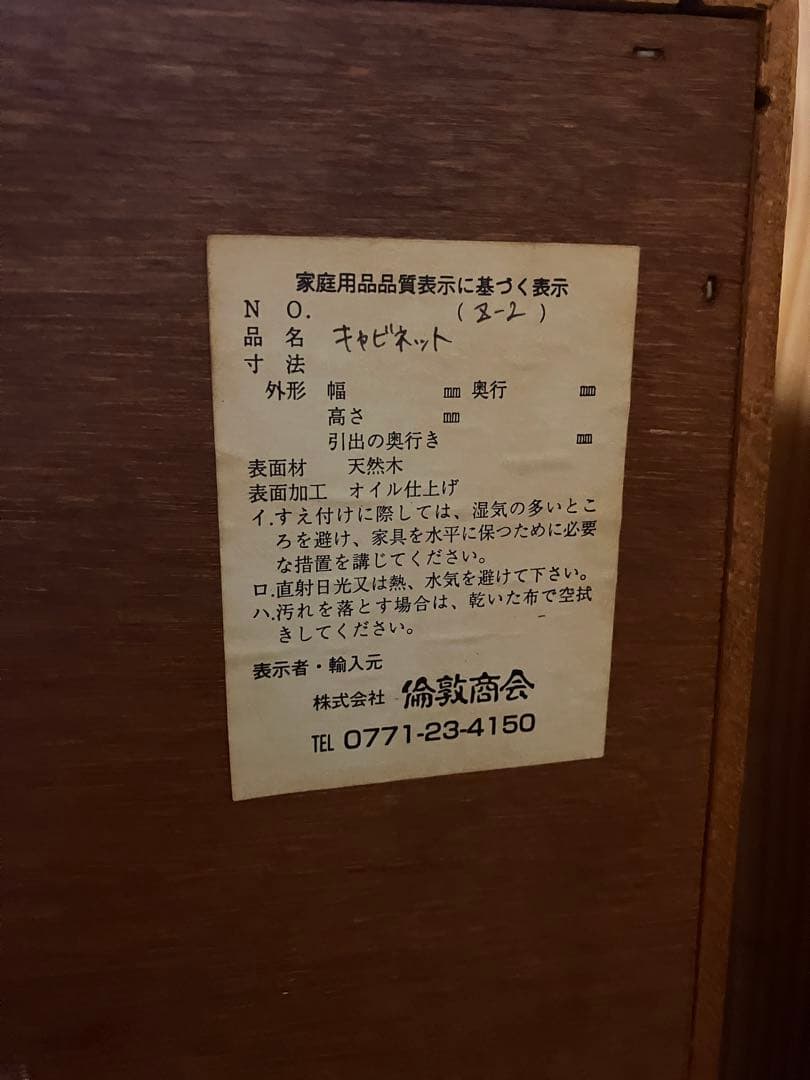 家庭用品品質表示に基づく表示
NO. (8-2)
品名 キャビネット
寸法
外形 幅 mm 奥行 mm
高さ mm
引出の奥行き mm
表面材 天然木
表面加工 オイル仕上げ
イ.すえ付けに際しては、湿気の多いとこ
ろを避け、家具を水平に保つために必要
な措置を講じてください。
ロ.直射日光又は熱、水気を避けて下さい。
ハ.汚れを落とす場合は、乾いた布で空拭
きしてください。
表示者・輸入元
株式会社 倫敦商会
TEL 0771-23-4150